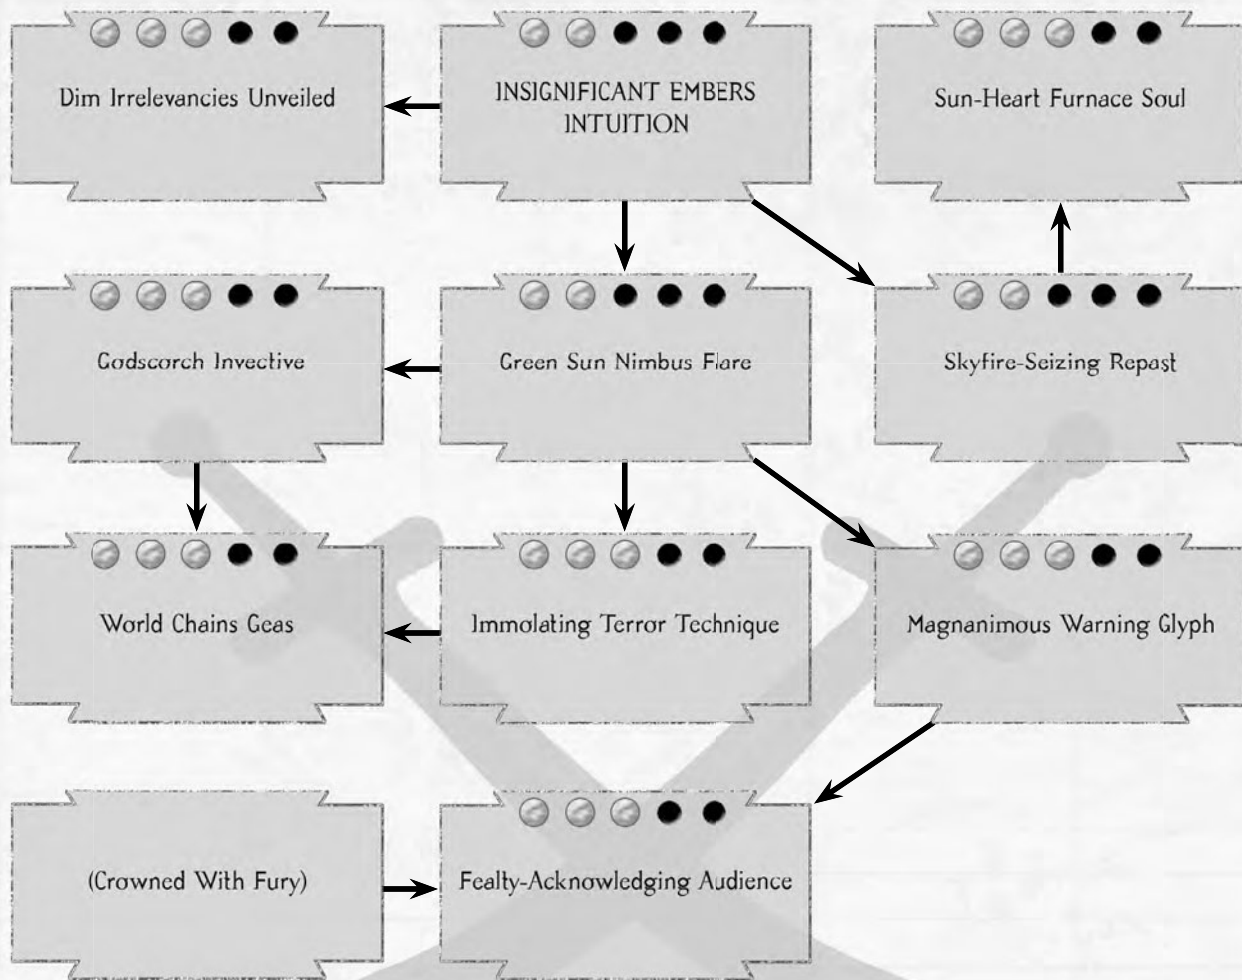 Dim Irrelevancies Unveiled
INSIGNIFICANT EMBERS
INTUITION
Sun-Heart Furnace Soul
Godscorch Invective
Green Sun Nimbus Flare
Skyfire-Seizing Repast
World Chains Geas
Immolating Terror Technique
Magnanimous Warning Glyph
(Crowned With Fury)
Fealty-Acknowledging Audience